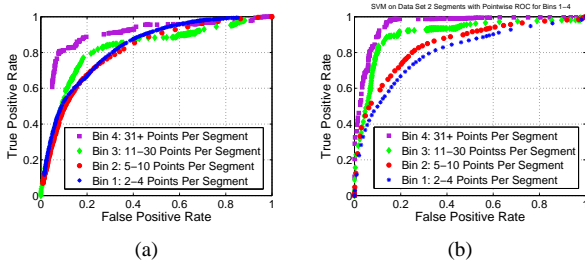 SVM on Data Set 2 Segments with Pointwise ROC for Bins 1−4
1
0.8
0.6
0.4
0.2
0
True Positive Rate
Bin 4: 31+ Points Per Segment
Bin 3: 11−30 Points Per Segment
Bin 2: 5−10 Points Per Segment
Bin 1: 2−4 Points Per Segment
0 0.2 0.4 0.6 0.8 1
False Positive Rate
(a)
1
0.8
0.6
0.4
0.2
0
True Positive Rate
Bin 4: 31+ Points Per Segment
Bin 3: 11−30 Pointss Per Segment
Bin 2: 5−10 Points Per Segment
Bin 1: 2−4 Points Per Segment
0 0.2 0.4 0.6 0.8 1
False Positive Rate
(b)